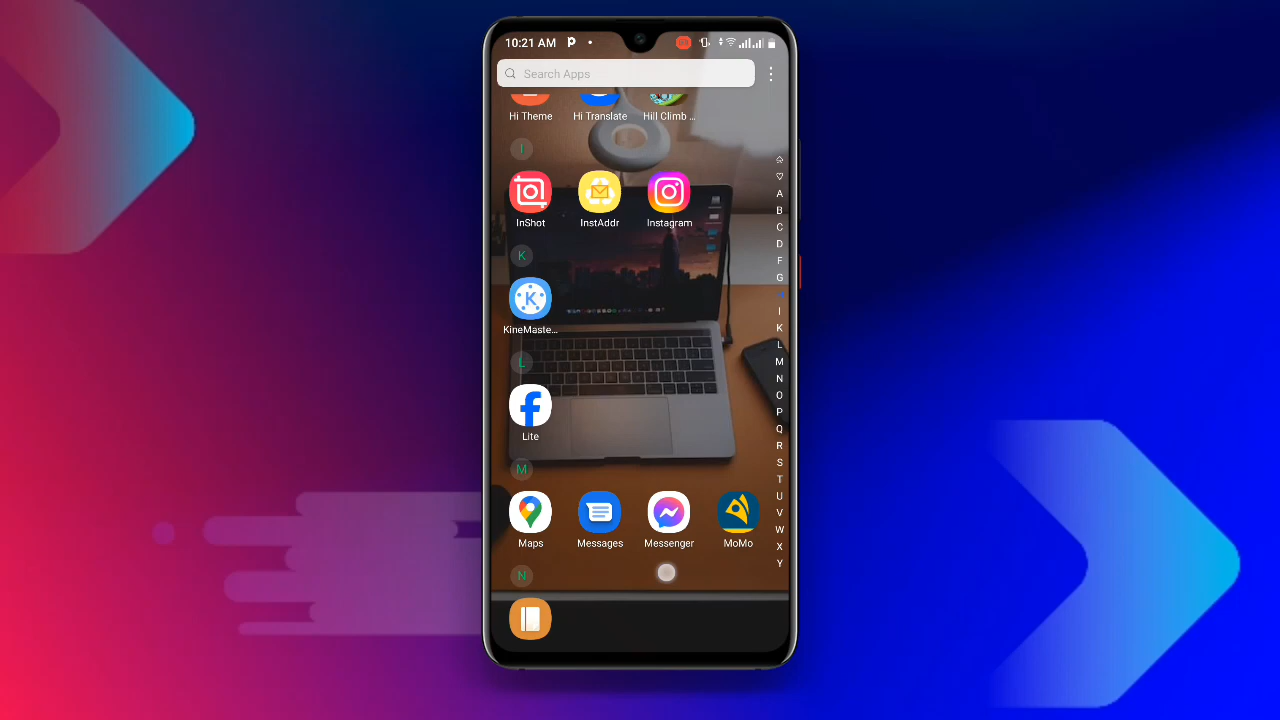 10:21 AM
Search Apps
Hi Theme Hi Translate Hill Climb ...
I
InShot InstAddr Instagram
K
K
KineMaste...
L
Lite
M
Maps Messages Messenger MoMo
N
A
B
C
D
F
G
I
K
L
M
N
O
P
Q
R
S
T
U
V
W
X
Y